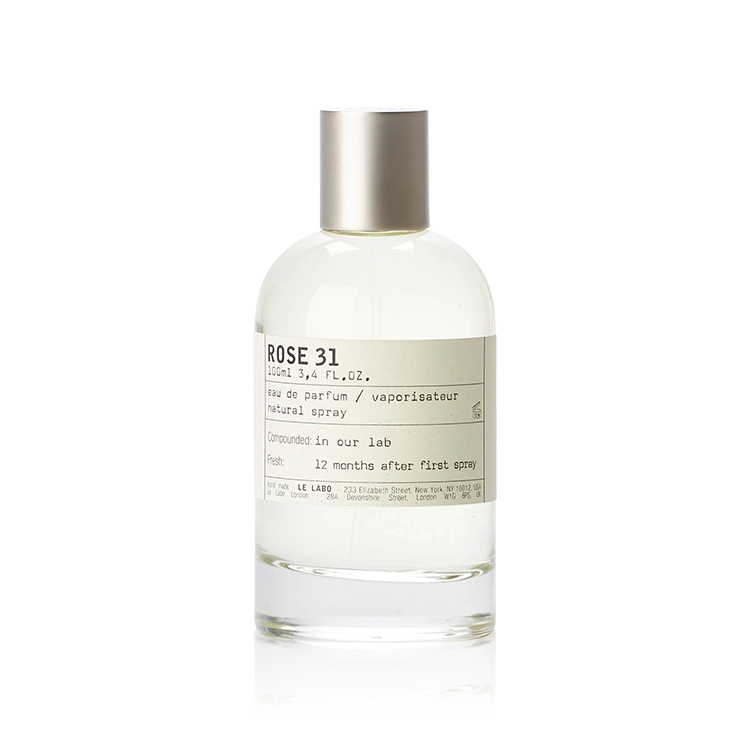 ROSE 31
100ml 3,4 FL.OZ.
eau de parfum / vaporisateur
natural spray
Compounded: in our lab
Fresh: 12 months after first spray
Hand made · LE LABO · 233 Elizabeth Street, New York, NY 10012, USA
Le Labo London · 28A Devonshire Street, London W1G 6PS, UK